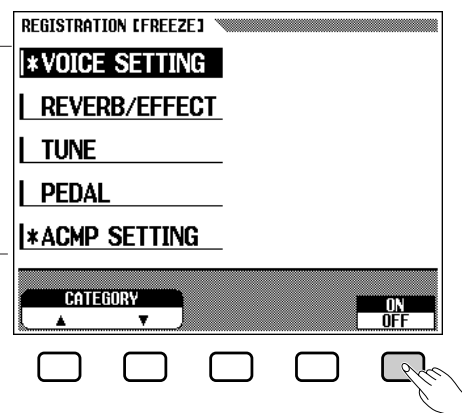 REGISTRATION [FREEZE]
*VOICE SETTING
REVERB/EFFECT
TUNE
PEDAL
*ACMP SETTING
CATEGORY
▲ ▼
ON
OFF